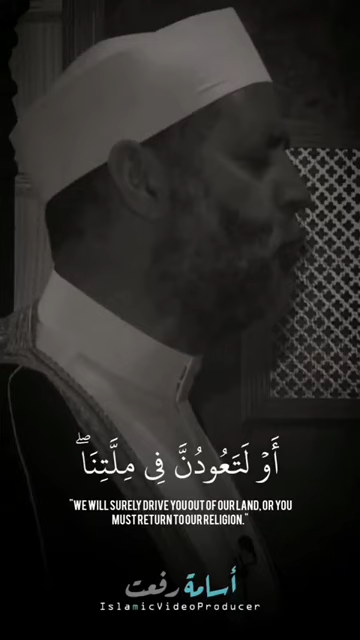 أَوْ لَتَعُودُنَّ فِى مِلَّتِنَا ۖ
"WE WILL SURELY DRIVE YOU OUT OF OUR LAND, OR YOU
MUST RETURN TO OUR RELIGION."
أسامة رفعت
IslamicVideoProducer